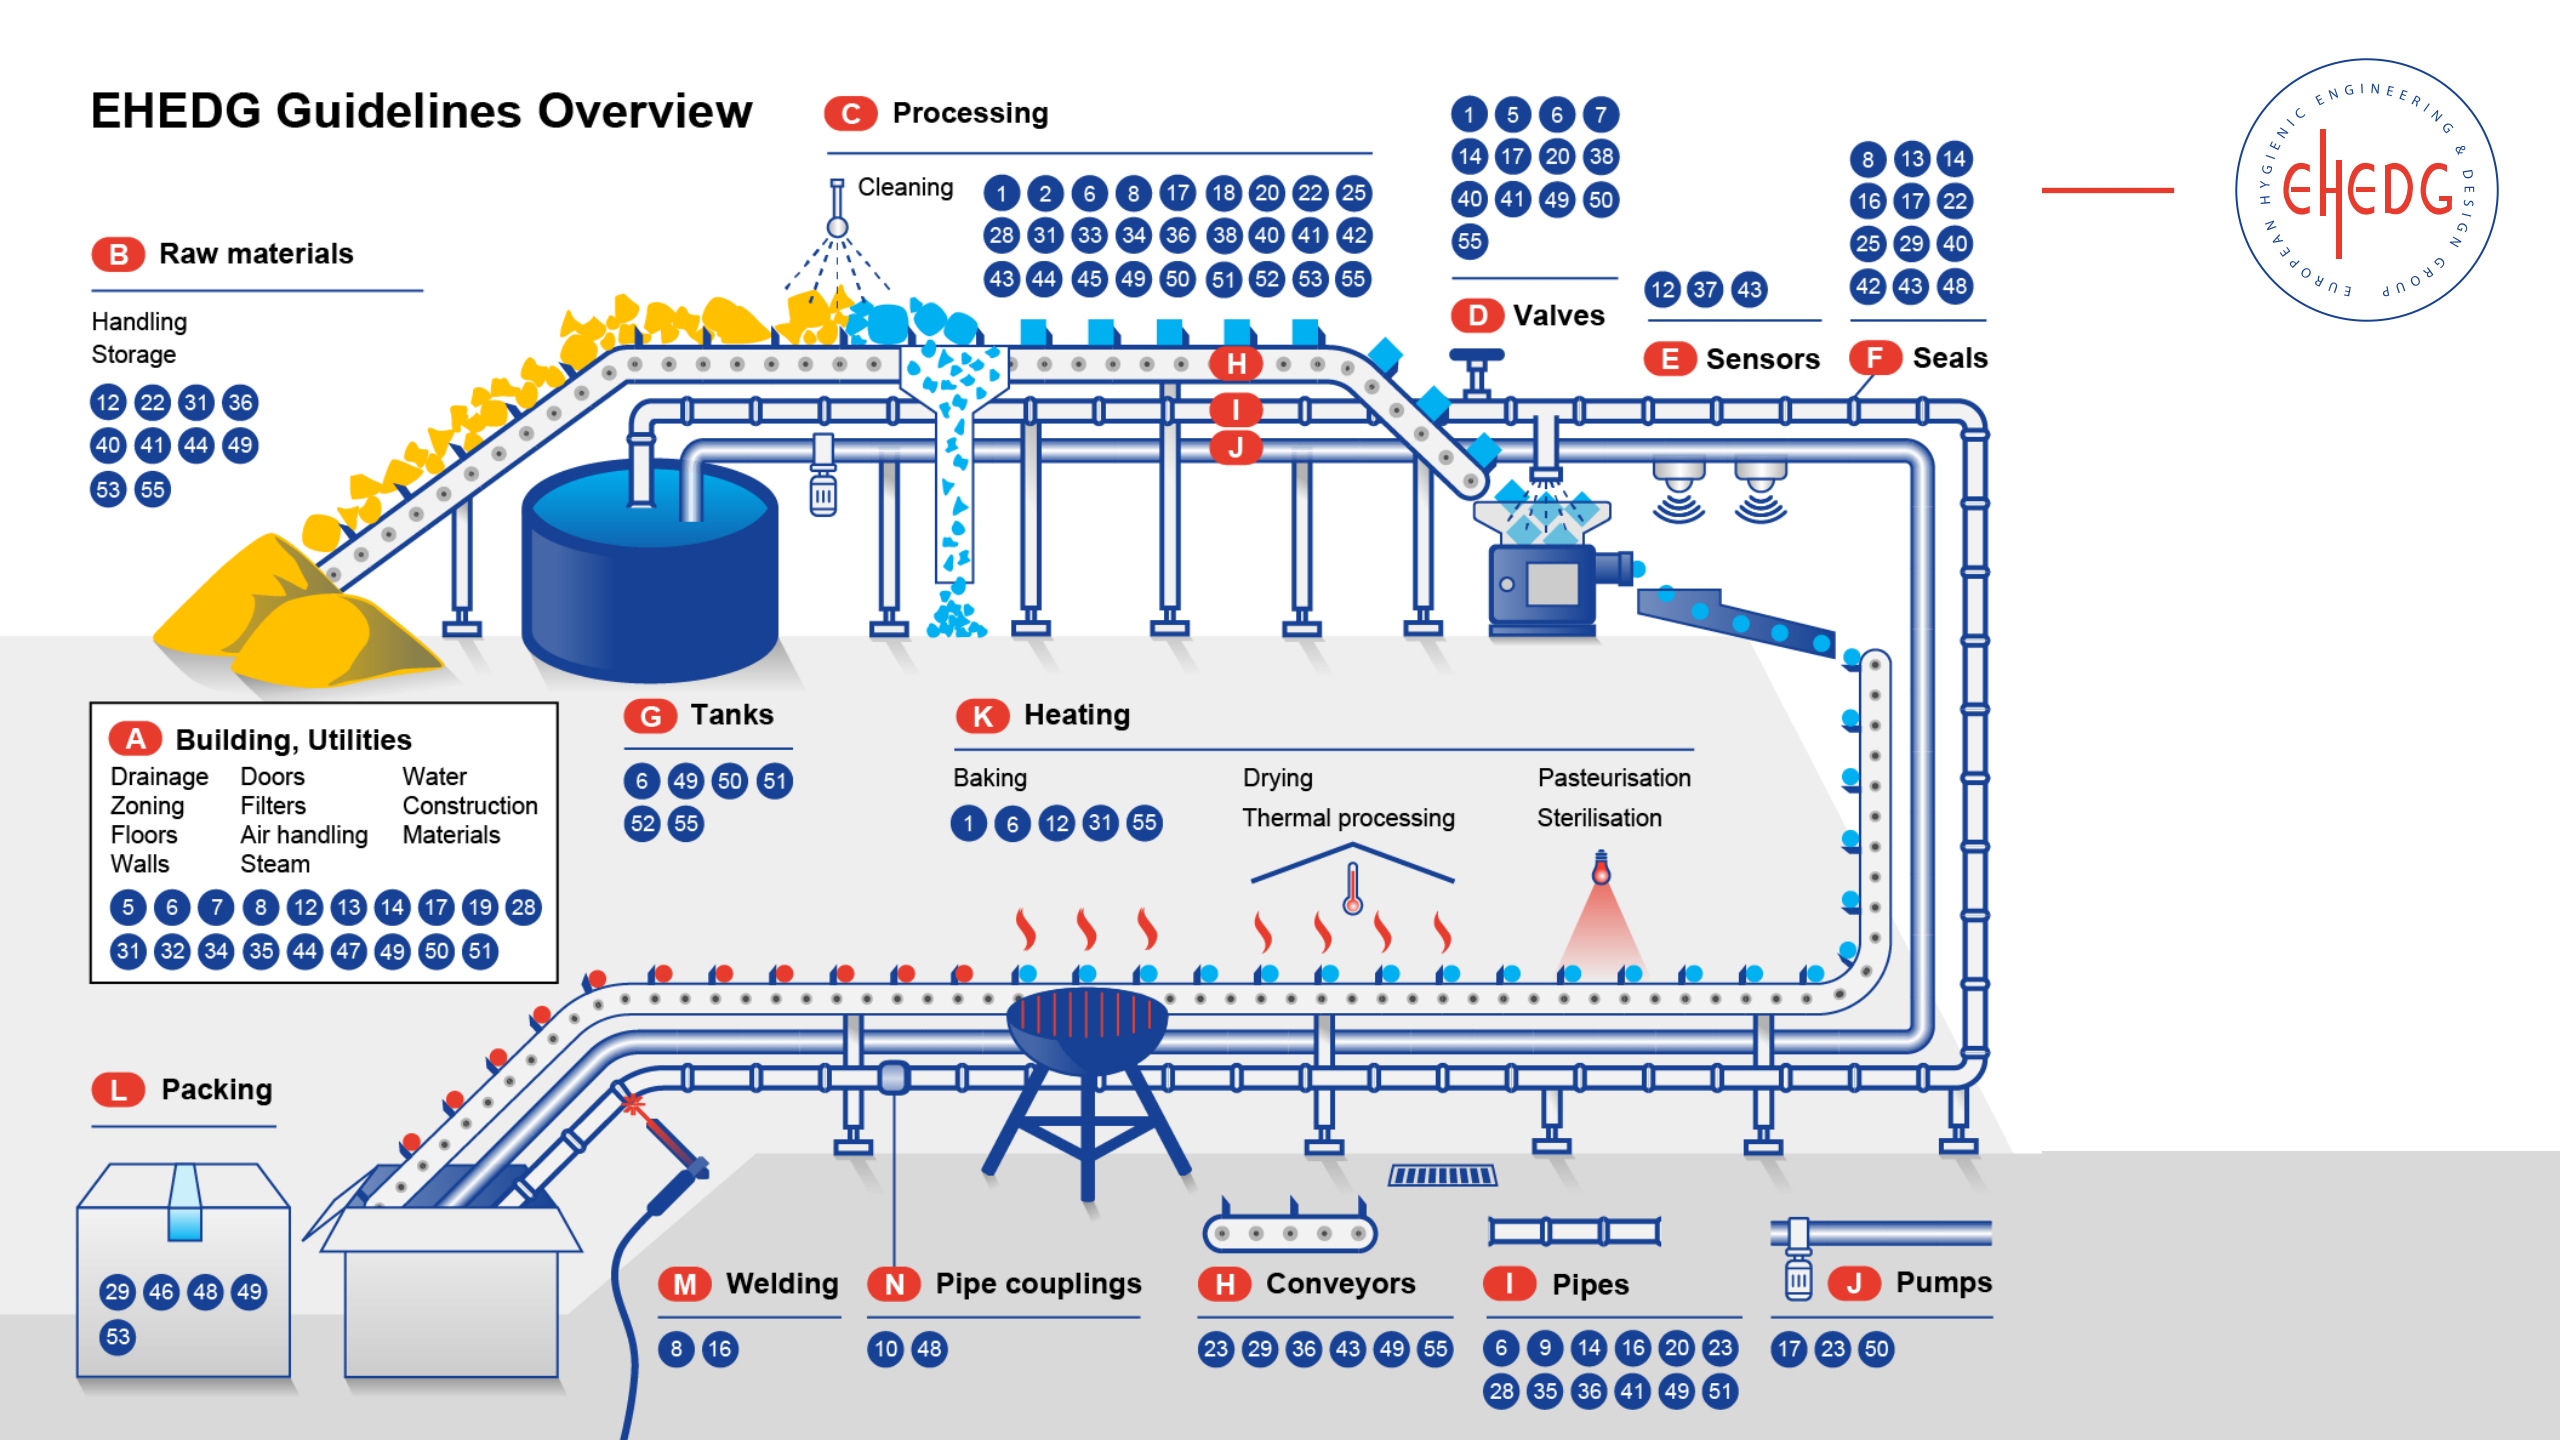 EHEDG Guidelines Overview
EUROPEAN HYGIENIC ENGINEERING & DESIGN GROUP
EHEDG
B Raw materials
Handling
Storage
12 22 31 36
40 41 44 49
53 55
C Processing
Cleaning
1 2 6 8 17 18 20 22 25
28 31 33 34 36 38 40 41 42
43 44 45 49 50 51 52 53 55
1 5 6 7
14 17 20 38
40 41 49 50
55
D Valves
12 37 43
E Sensors
8 13 14
16 17 22
25 29 40
42 43 48
F Seals
H
I
J
A Building, Utilities
Drainage Doors Water
Zoning Filters Construction
Floors Air handling Materials
Walls Steam
5 6 7 8 12 13 14 17 19 28
31 32 34 35 44 47 49 50 51
G Tanks
6 49 50 51
52 55
K Heating
Baking Drying Pasteurisation
Thermal processing Sterilisation
1 6 12 31 55
L Packing
29 46 48 49
53
M Welding
8 16
N Pipe couplings
10 48
H Conveyors
23 29 36 43 49 55
I Pipes
6 9 14 16 20 23
28 35 36 41 49 51
J Pumps
17 23 50